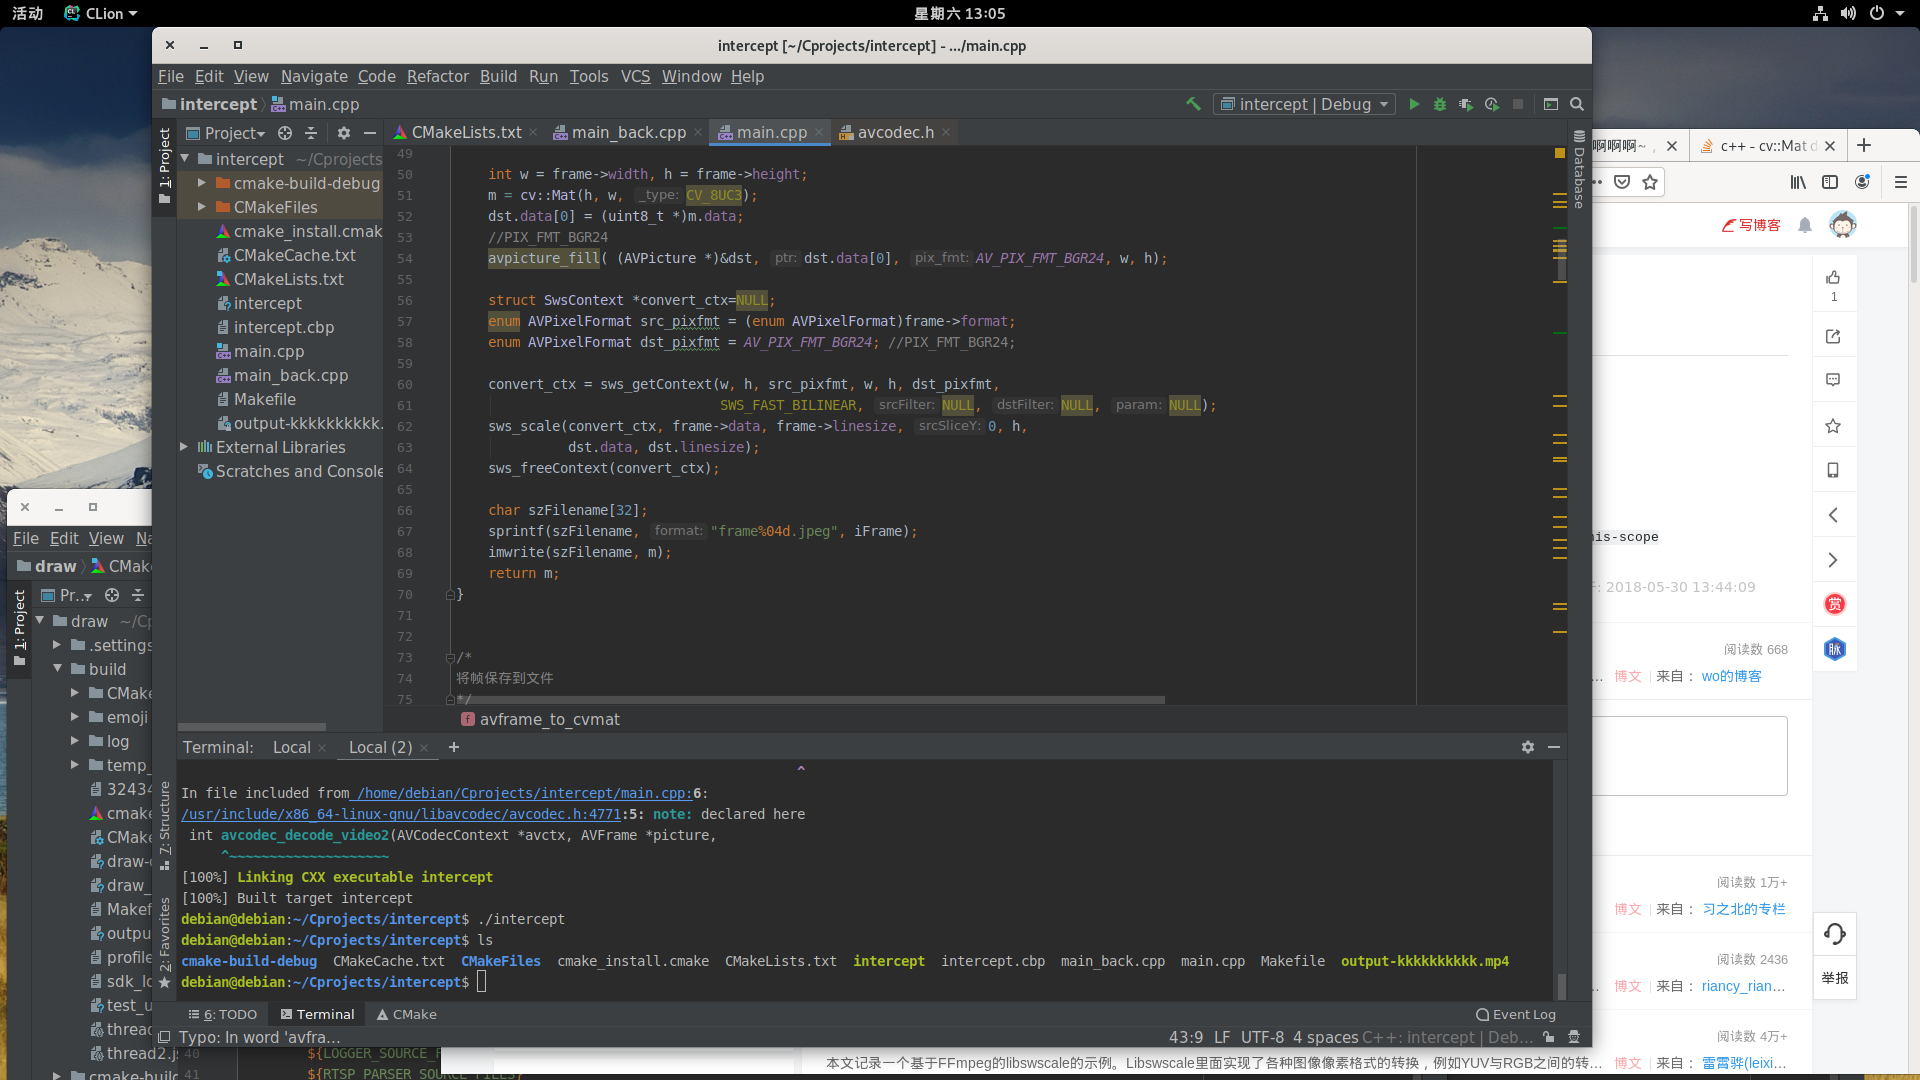 活动 CLion 星期六 13:05
intercept [~/Cprojects/intercept] - .../main.cpp
File Edit View Navigate Code Refactor Build Run Tools VCS Window Help
intercept main.cpp intercept | Debug
1: Project
Project
CMakeLists.txt main_back.cpp main.cpp avcodec.h
Database
intercept ~/Cprojects
cmake-build-debug
CMakeFiles
cmake_install.cmak
CMakeCache.txt
CMakeLists.txt
intercept
intercept.cbp
main.cpp
main_back.cpp
Makefile
output-kkkkkkkkkk.
External Libraries
Scratches and Console
49
50 int w = frame->width, h = frame->height;
51 m = cv::Mat(h, w, _type: CV_8UC3);
52 dst.data[0] = (uint8_t *)m.data;
53 //PIX_FMT_BGR24
54 avpicture_fill( (AVPicture *)&dst, ptr: dst.data[0], pix_fmt: AV_PIX_FMT_BGR24, w, h);
55
56 struct SwsContext *convert_ctx=NULL;
57 enum AVPixelFormat src_pixfmt = (enum AVPixelFormat)frame->format;
58 enum AVPixelFormat dst_pixfmt = AV_PIX_FMT_BGR24; //PIX_FMT_BGR24;
59
60 convert_ctx = sws_getContext(w, h, src_pixfmt, w, h, dst_pixfmt,
61 SWS_FAST_BILINEAR, srcFilter: NULL, dstFilter: NULL, param: NULL);
62 sws_scale(convert_ctx, frame->data, frame->linesize, srcSliceY: 0, h,
63 dst.data, dst.linesize);
64 sws_freeContext(convert_ctx);
65
66 char szFilename[32];
67 sprintf(szFilename, format: "frame%04d.jpeg", iFrame);
68 imwrite(szFilename, m);
69 return m;
70 }
71
72
73 /*
74 将帧保存到文件
75 */
f avframe_to_cvmat
Terminal: Local Local (2)
^
In file included from /home/debian/Cprojects/intercept/main.cpp:6:
/usr/include/x86_64-linux-gnu/libavcodec/avcodec.h:4771:5: note: declared here
int avcodec_decode_video2(AVCodecContext *avctx, AVFrame *picture,
^~~~~~~~~~~~~~~~~~~~~
[100%] Linking CXX executable intercept
[100%] Built target intercept
debian@debian:~/Cprojects/intercept$ ./intercept
debian@debian:~/Cprojects/intercept$ ls
cmake-build-debug CMakeCache.txt CMakeFiles cmake_install.cmake CMakeLists.txt intercept intercept.cbp main_back.cpp main.cpp Makefile output-kkkkkkkkkk.mp4
debian@debian:~/Cprojects/intercept$
7: Structure
2: Favorites
6: TODO Terminal CMake Event Log
Typo: In word 'avfra... 43:9 LF UTF-8 4 spaces C++: intercept | Deb...
File Edit View Na
draw CMake
1: Project
Pr...
draw ~/Cp
.settings
build
CMake
emoji
log
temp_
32434
cmake
CMake
draw-
draw_
Makef
outpu
profile
sdk_lo
test_u
thread
thread2.js
cmake-build
40 ${LOGGER_SOURCE_F
41 ${RTSP_PARSER_SOURCE_FILES}
啊啊啊~ , c++ - cv::Mat d
写博客
1
his-scope
: 2018-05-30 13:44:09
赏
脉
阅读数 668
... 博文 | 来自： wo的博客
阅读数 1万+
博文 | 来自： 习之北的专栏
阅读数 2436
... 博文 | 来自： riancy_rian...
举报
阅读数 4万+
本文记录一个基于FFmpeg的libswscale的示例。Libswscale里面实现了各种图像像素格式的转换，例如YUV与RGB之间的转... 博文 | 来自： 雷霄骅(leixi...